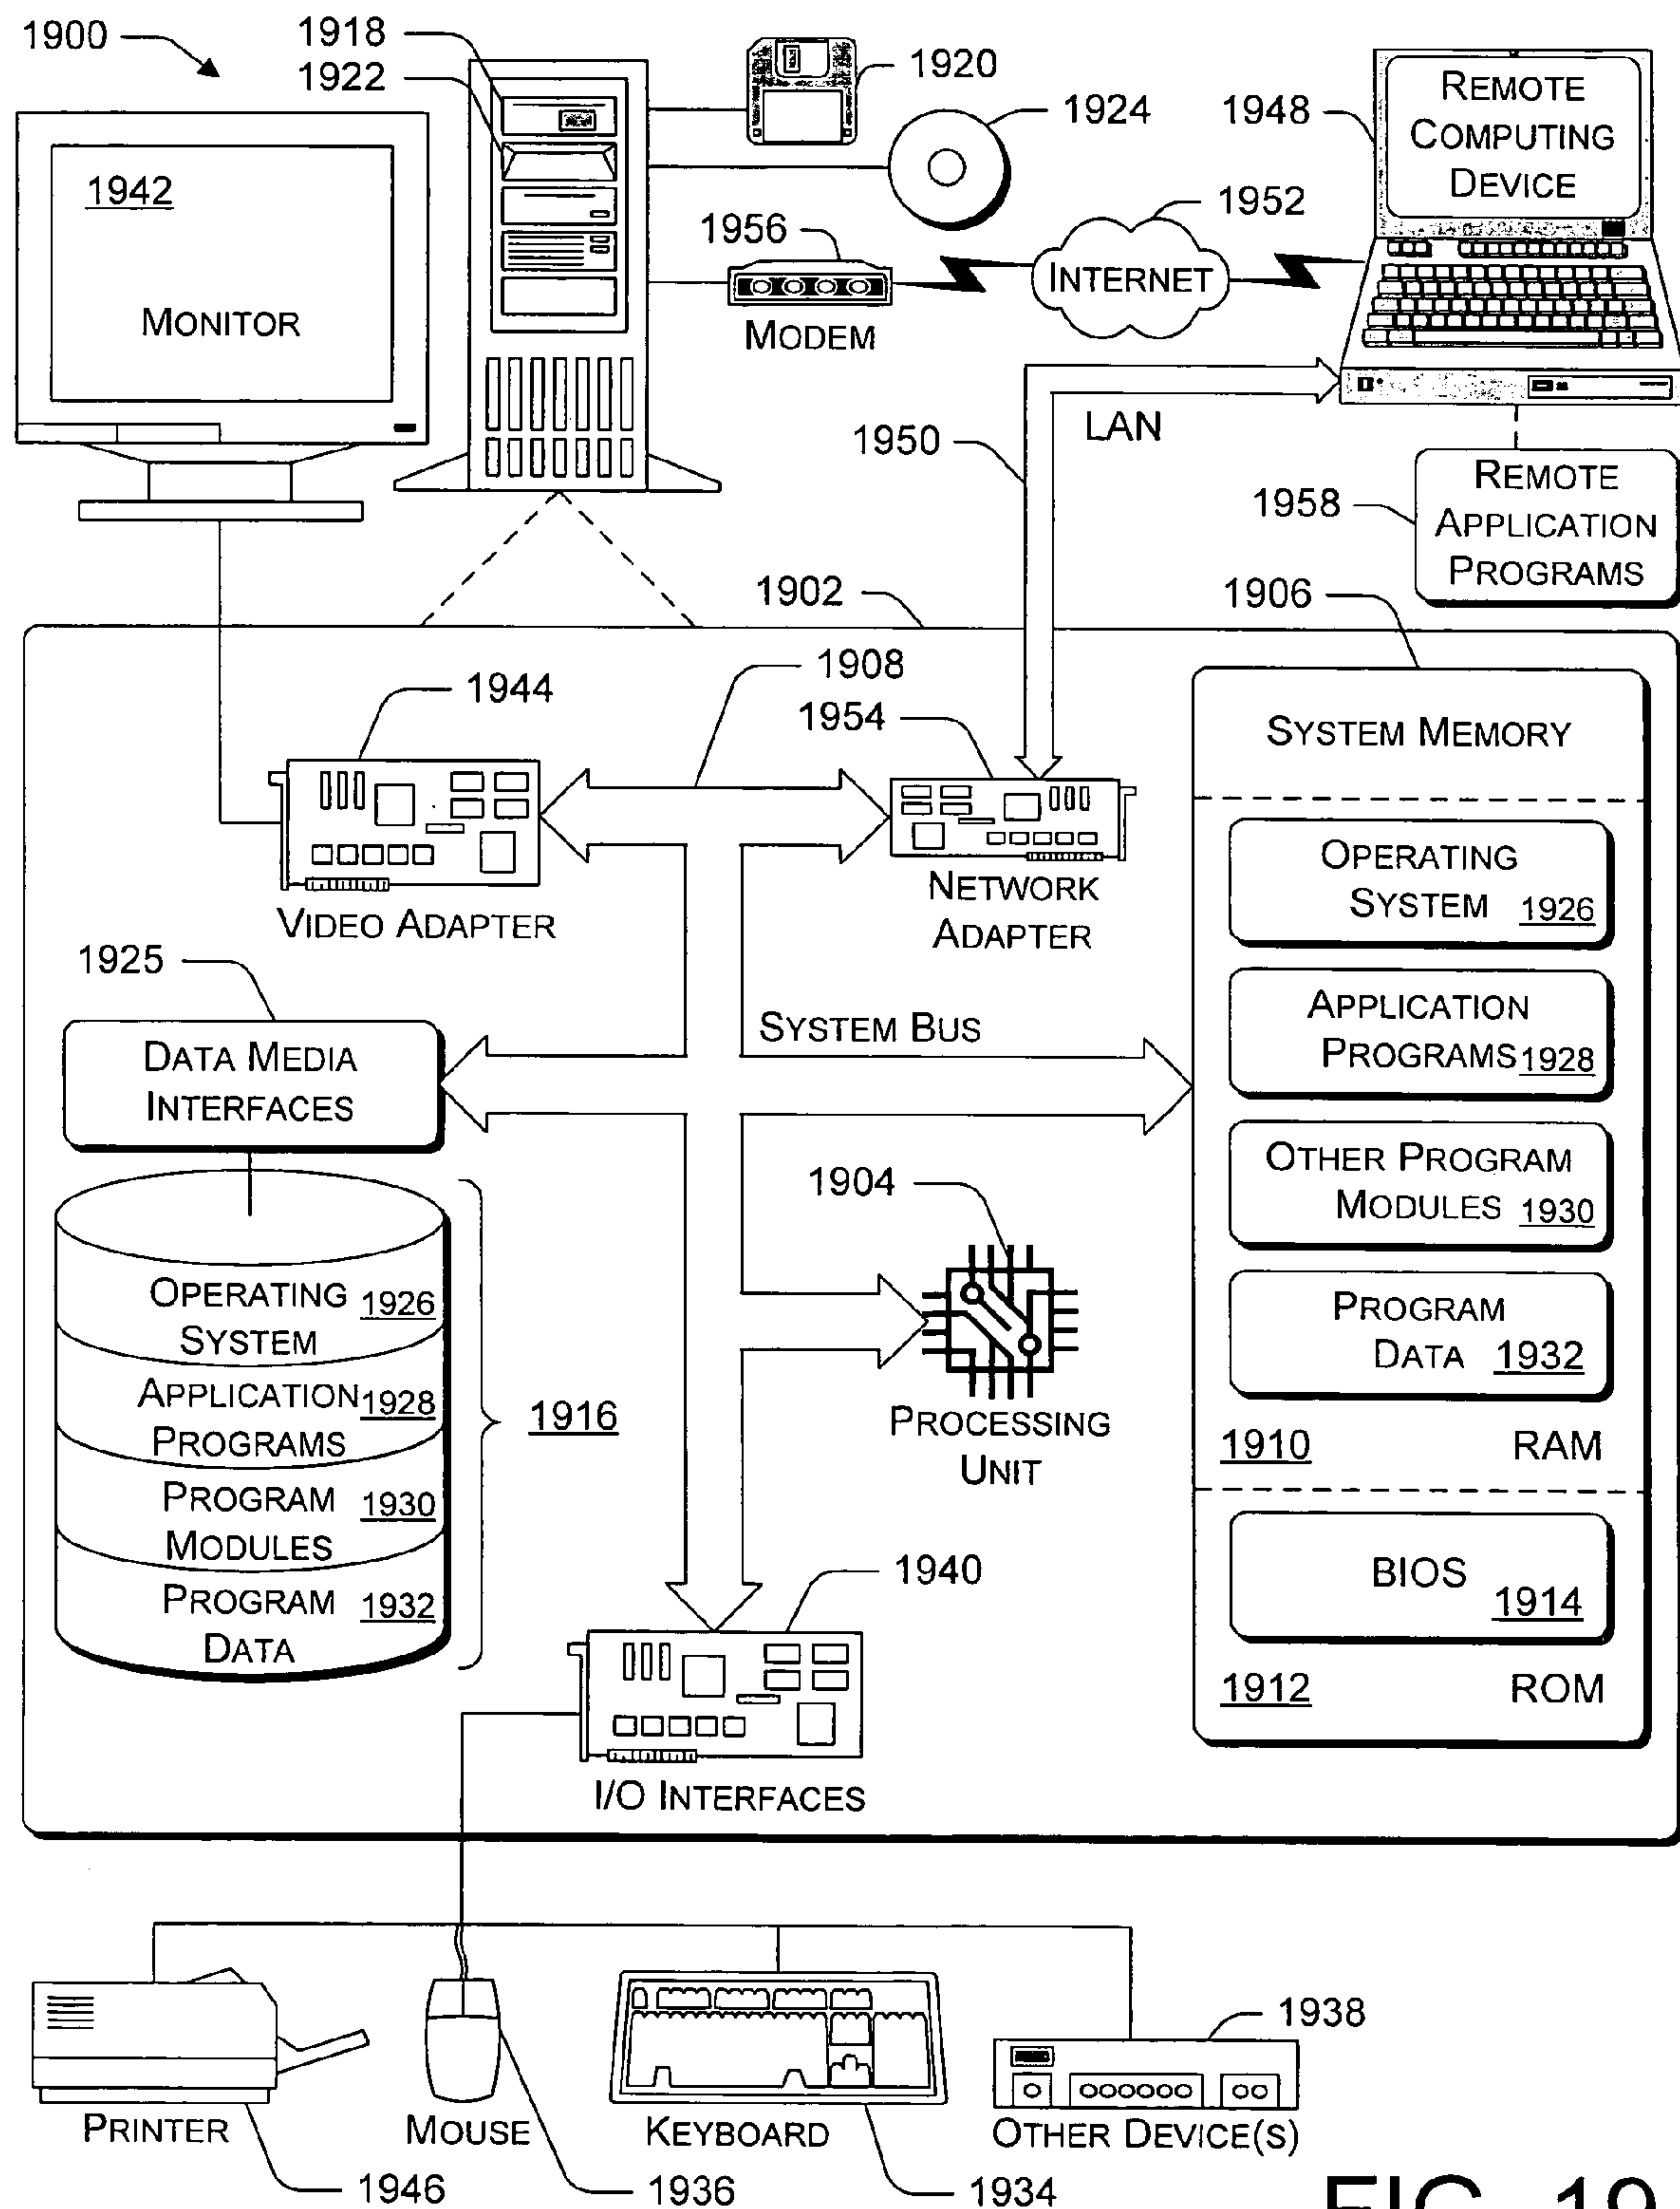 1900
1918
1922
1920
1924
1948
REMOTE
COMPUTING
DEVICE
1942
MONITOR
1956
MODEM
1952
INTERNET
1950
LAN
1958
REMOTE
APPLICATION
PROGRAMS
1902
1906
1908
1944
1954
VIDEO ADAPTER
NETWORK
ADAPTER
SYSTEM MEMORY
OPERATING
SYSTEM 1926
APPLICATION
PROGRAMS 1928
OTHER PROGRAM
MODULES 1930
PROGRAM
DATA 1932
1910 RAM
BIOS
1914
1912 ROM
1925
DATA MEDIA
INTERFACES
SYSTEM BUS
1904
PROCESSING
UNIT
OPERATING 1926
SYSTEM
APPLICATION 1928
PROGRAMS
PROGRAM 1930
MODULES
PROGRAM 1932
DATA
1916
1940
I/O INTERFACES
1938
PRINTER
MOUSE
KEYBOARD
OTHER DEVICE(S)
1946
1936
1934
FIG. 19